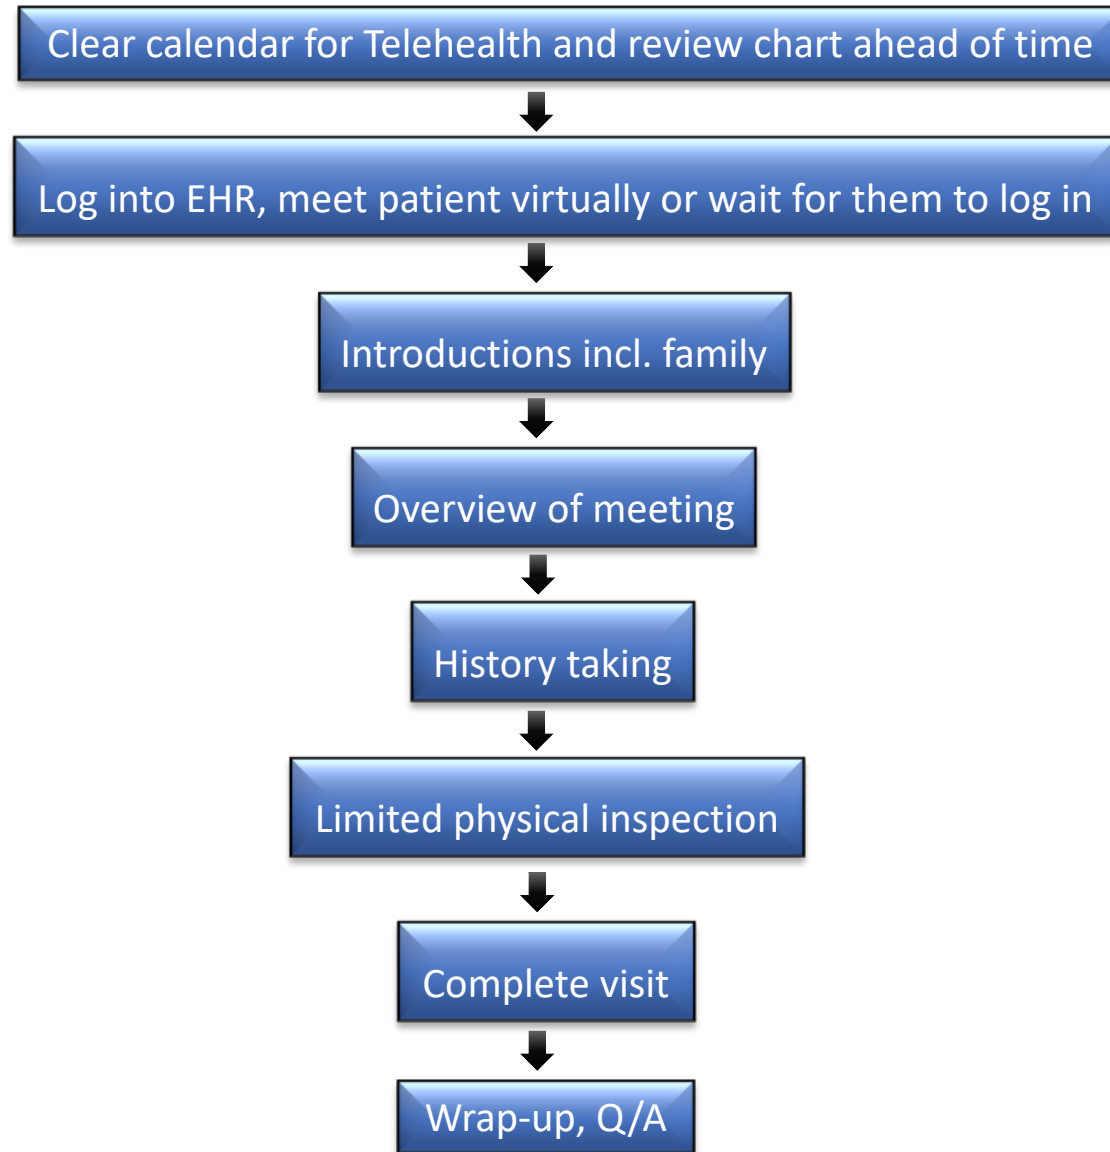 Clear calendar for Telehealth and review chart ahead of time
Log into EHR, meet patient virtually or wait for them to log in
Introductions incl. family
Overview of meeting
History taking
Limited physical inspection
Complete visit
Wrap-up, Q/A